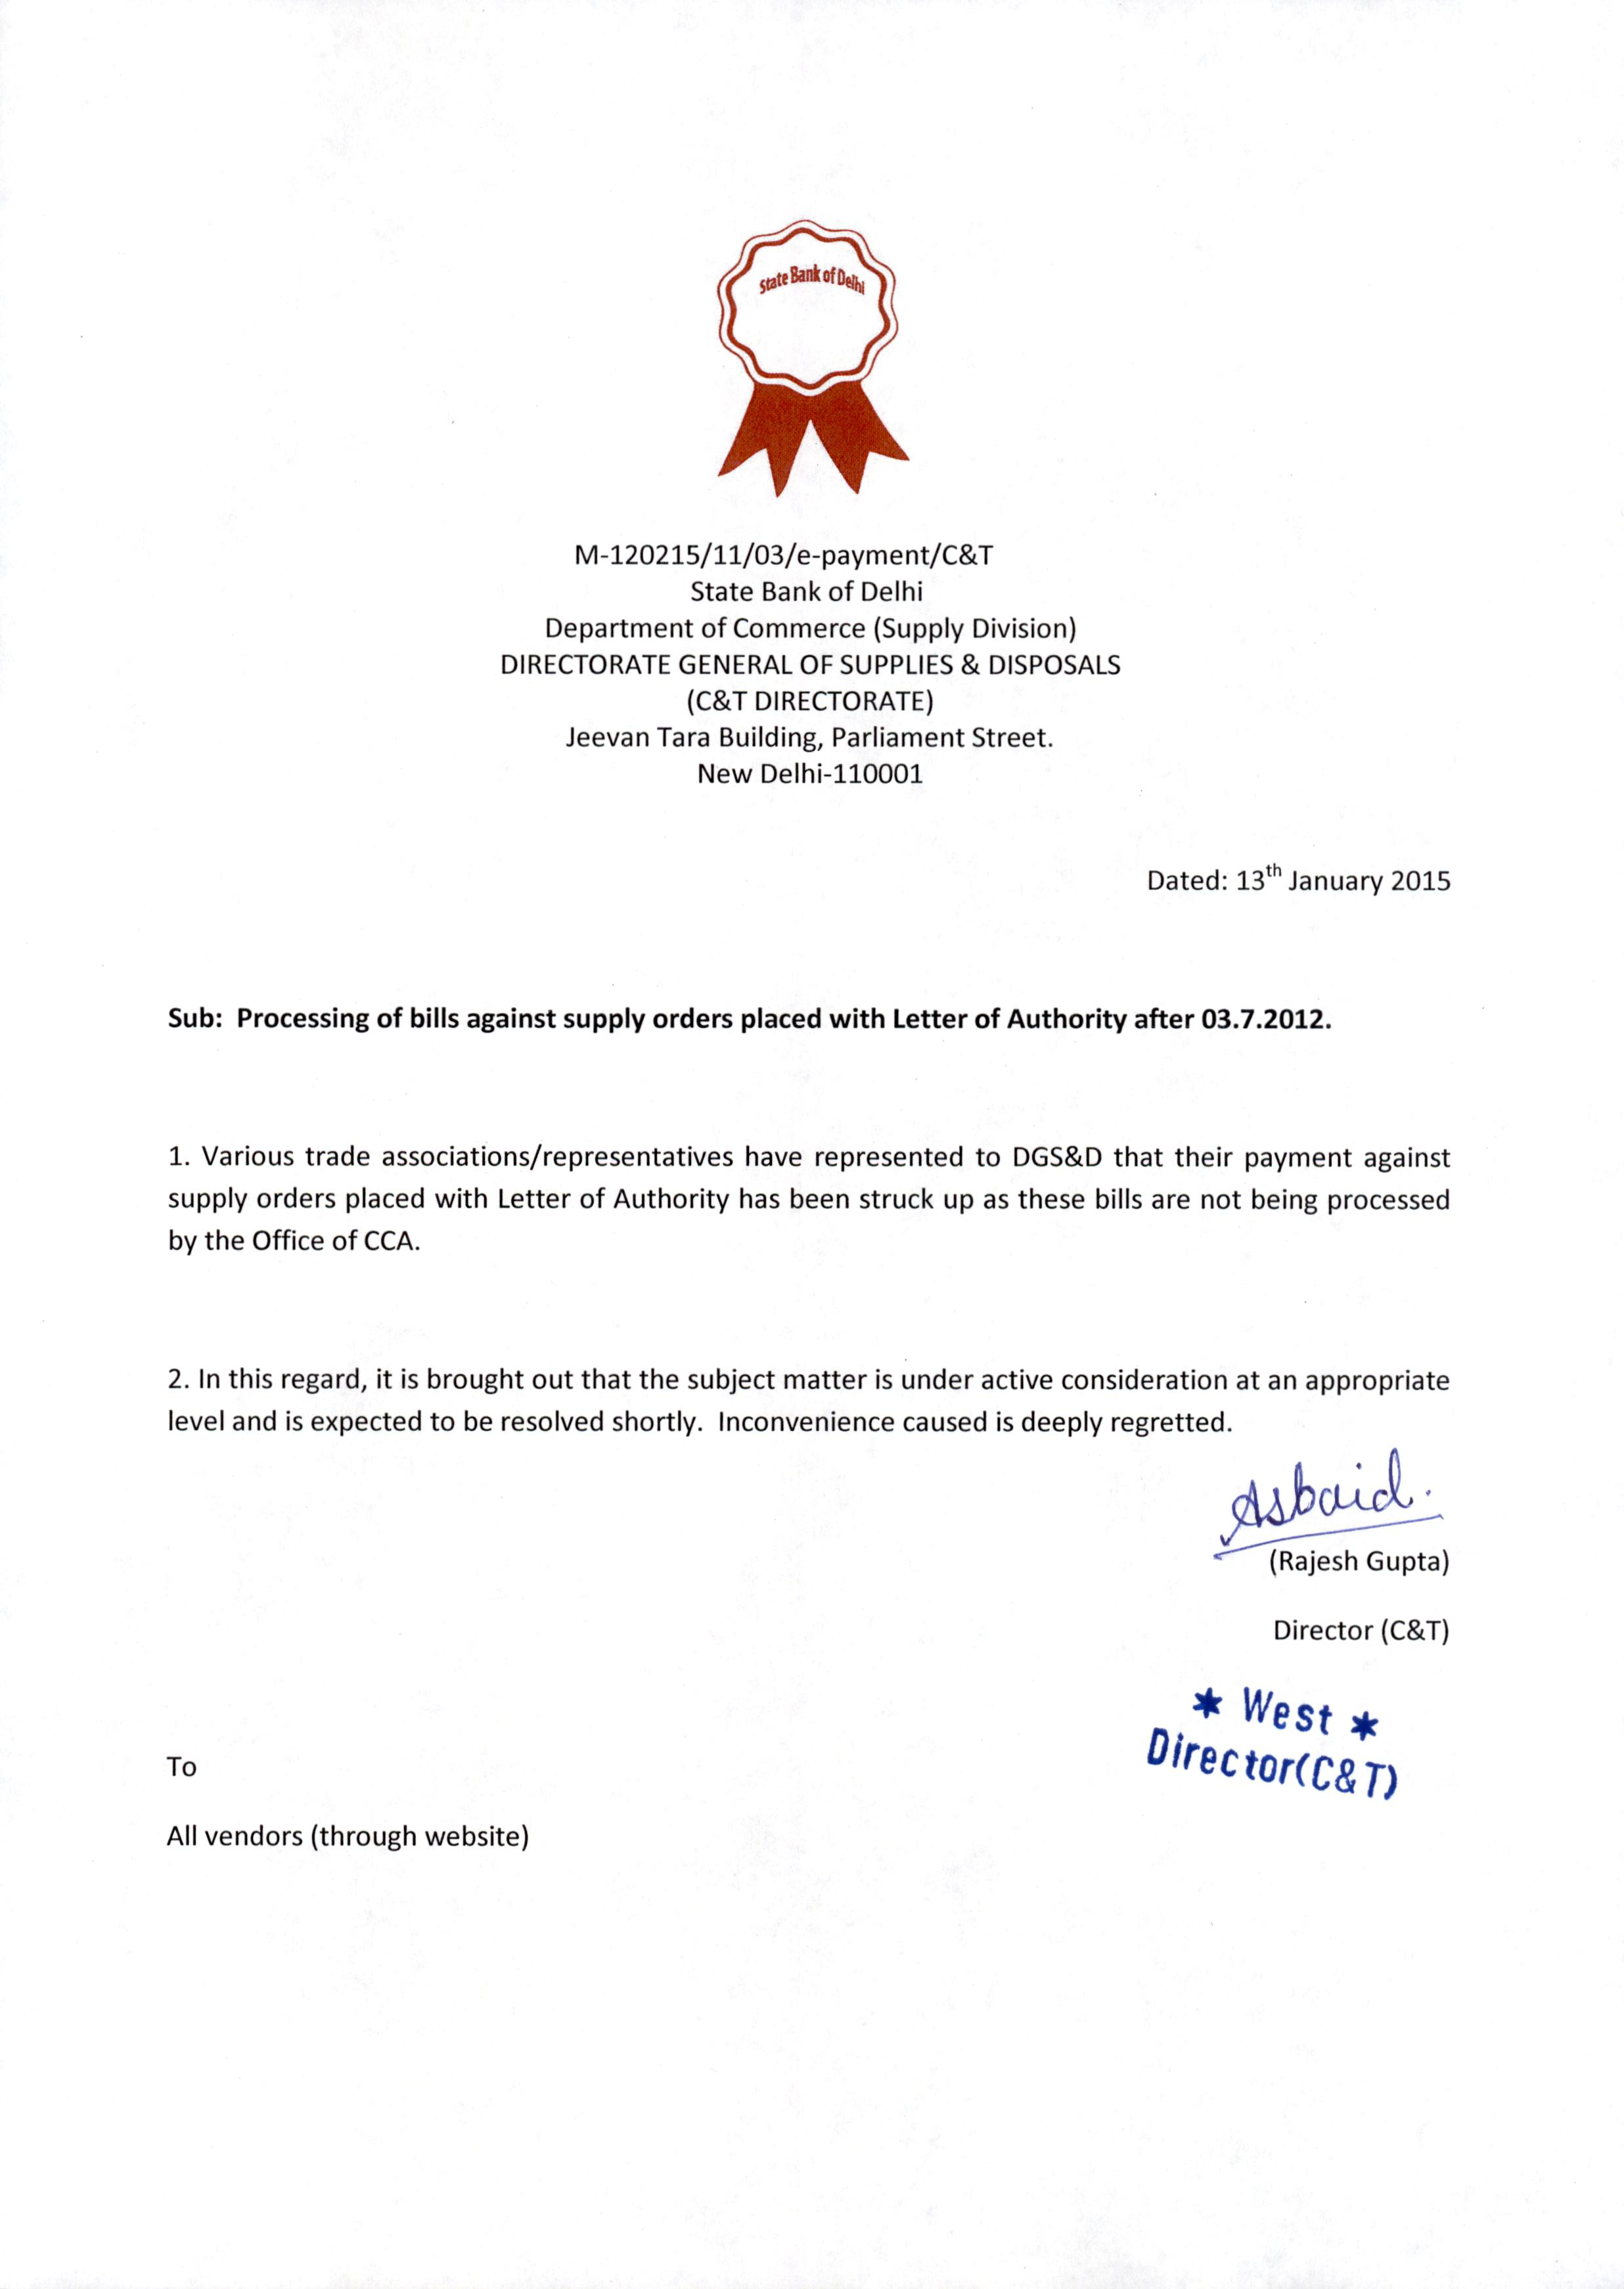 State Bank of Delhi
M-120215/11/03/e-payment/C&T
State Bank of Delhi
Department of Commerce (Supply Division)
DIRECTORATE GENERAL OF SUPPLIES & DISPOSALS
(C&T DIRECTORATE)
Jeevan Tara Building, Parliament Street.
New Delhi-110001
Dated: 13th January 2015
Sub:  Processing of bills against supply orders placed with Letter of Authority after 03.7.2012.
1. Various trade associations/representatives have represented to DGS&D that their payment against
supply orders placed with Letter of Authority has been struck up as these bills are not being processed
by the Office of CCA.
2. In this regard, it is brought out that the subject matter is under active consideration at an appropriate
level and is expected to be resolved shortly.  Inconvenience caused is deeply regretted.
Asbaid.
(Rajesh Gupta)
Director (C&T)
* West *
Director(C&T)
To
All vendors (through website)